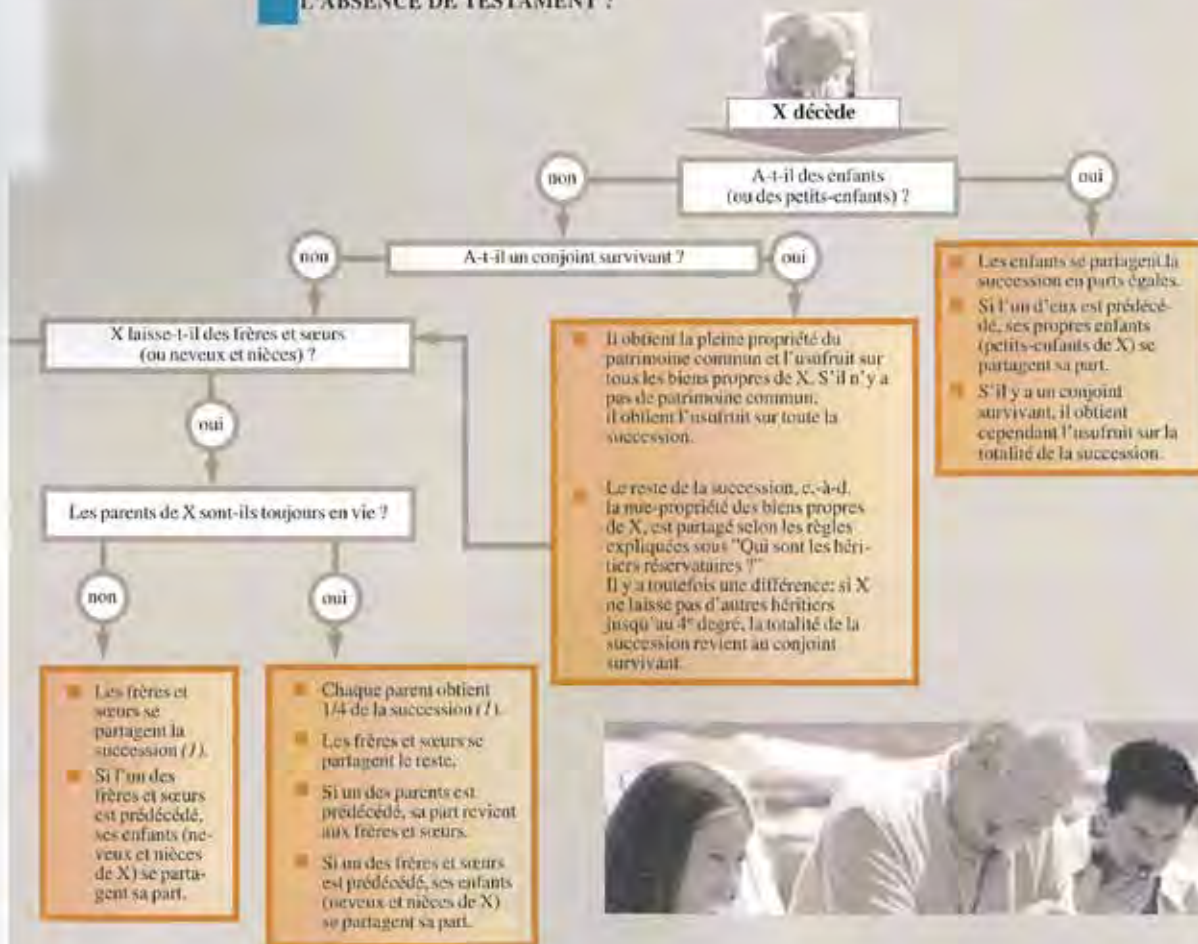 L'ABSENCE DE TESTAMENT ?
X décède
A-t-il des enfants
(ou des petits-enfants) ?
non
oui
A-t-il un conjoint survivant ?
non
oui
Les enfants se partagent la
succession en parts égales.
Si l'un d'eux est prédécé-
dé, ses propres enfants
(petits-enfants de X) se
partagent sa part.
S'il y a un conjoint
survivant, il obtient
cependant l'usufruit sur la
totalité de la succession.
X laisse-t-il des frères et sœurs
(ou neveux et nièces) ?
Il obtient la pleine propriété du
patrimoine commun et l'usufruit sur
tous les biens propres de X. S'il n'y a
pas de patrimoine commun,
il obtient l'usufruit sur toute la
succession.
Le reste de la succession, c.-à-d.
la nue-propriété des biens propres
de X, est partagé selon les règles
expliquées sous "Qui sont les héri-
tiers réservataires ?"
Il y a toutefois une différence: si X
ne laisse pas d'autres héritiers
jusqu'au 4e degré, la totalité de la
succession revient au conjoint
survivant.
oui
Les parents de X sont-ils toujours en vie ?
non
oui
Les frères et
sœurs se
partagent la
succession (1).
Si l'un des
frères et sœurs
est prédécédé,
ses enfants (ne-
veux et nièces
de X) se parta-
gent sa part.
Chaque parent obtient
1/4 de la succession (1).
Les frères et sœurs se
partagent le reste.
Si un des parents est
prédécédé, sa part revient
aux frères et sœurs.
Si un des frères et sœurs
est prédécédé, ses enfants
(neveux et nièces de X)
se partagent sa part.